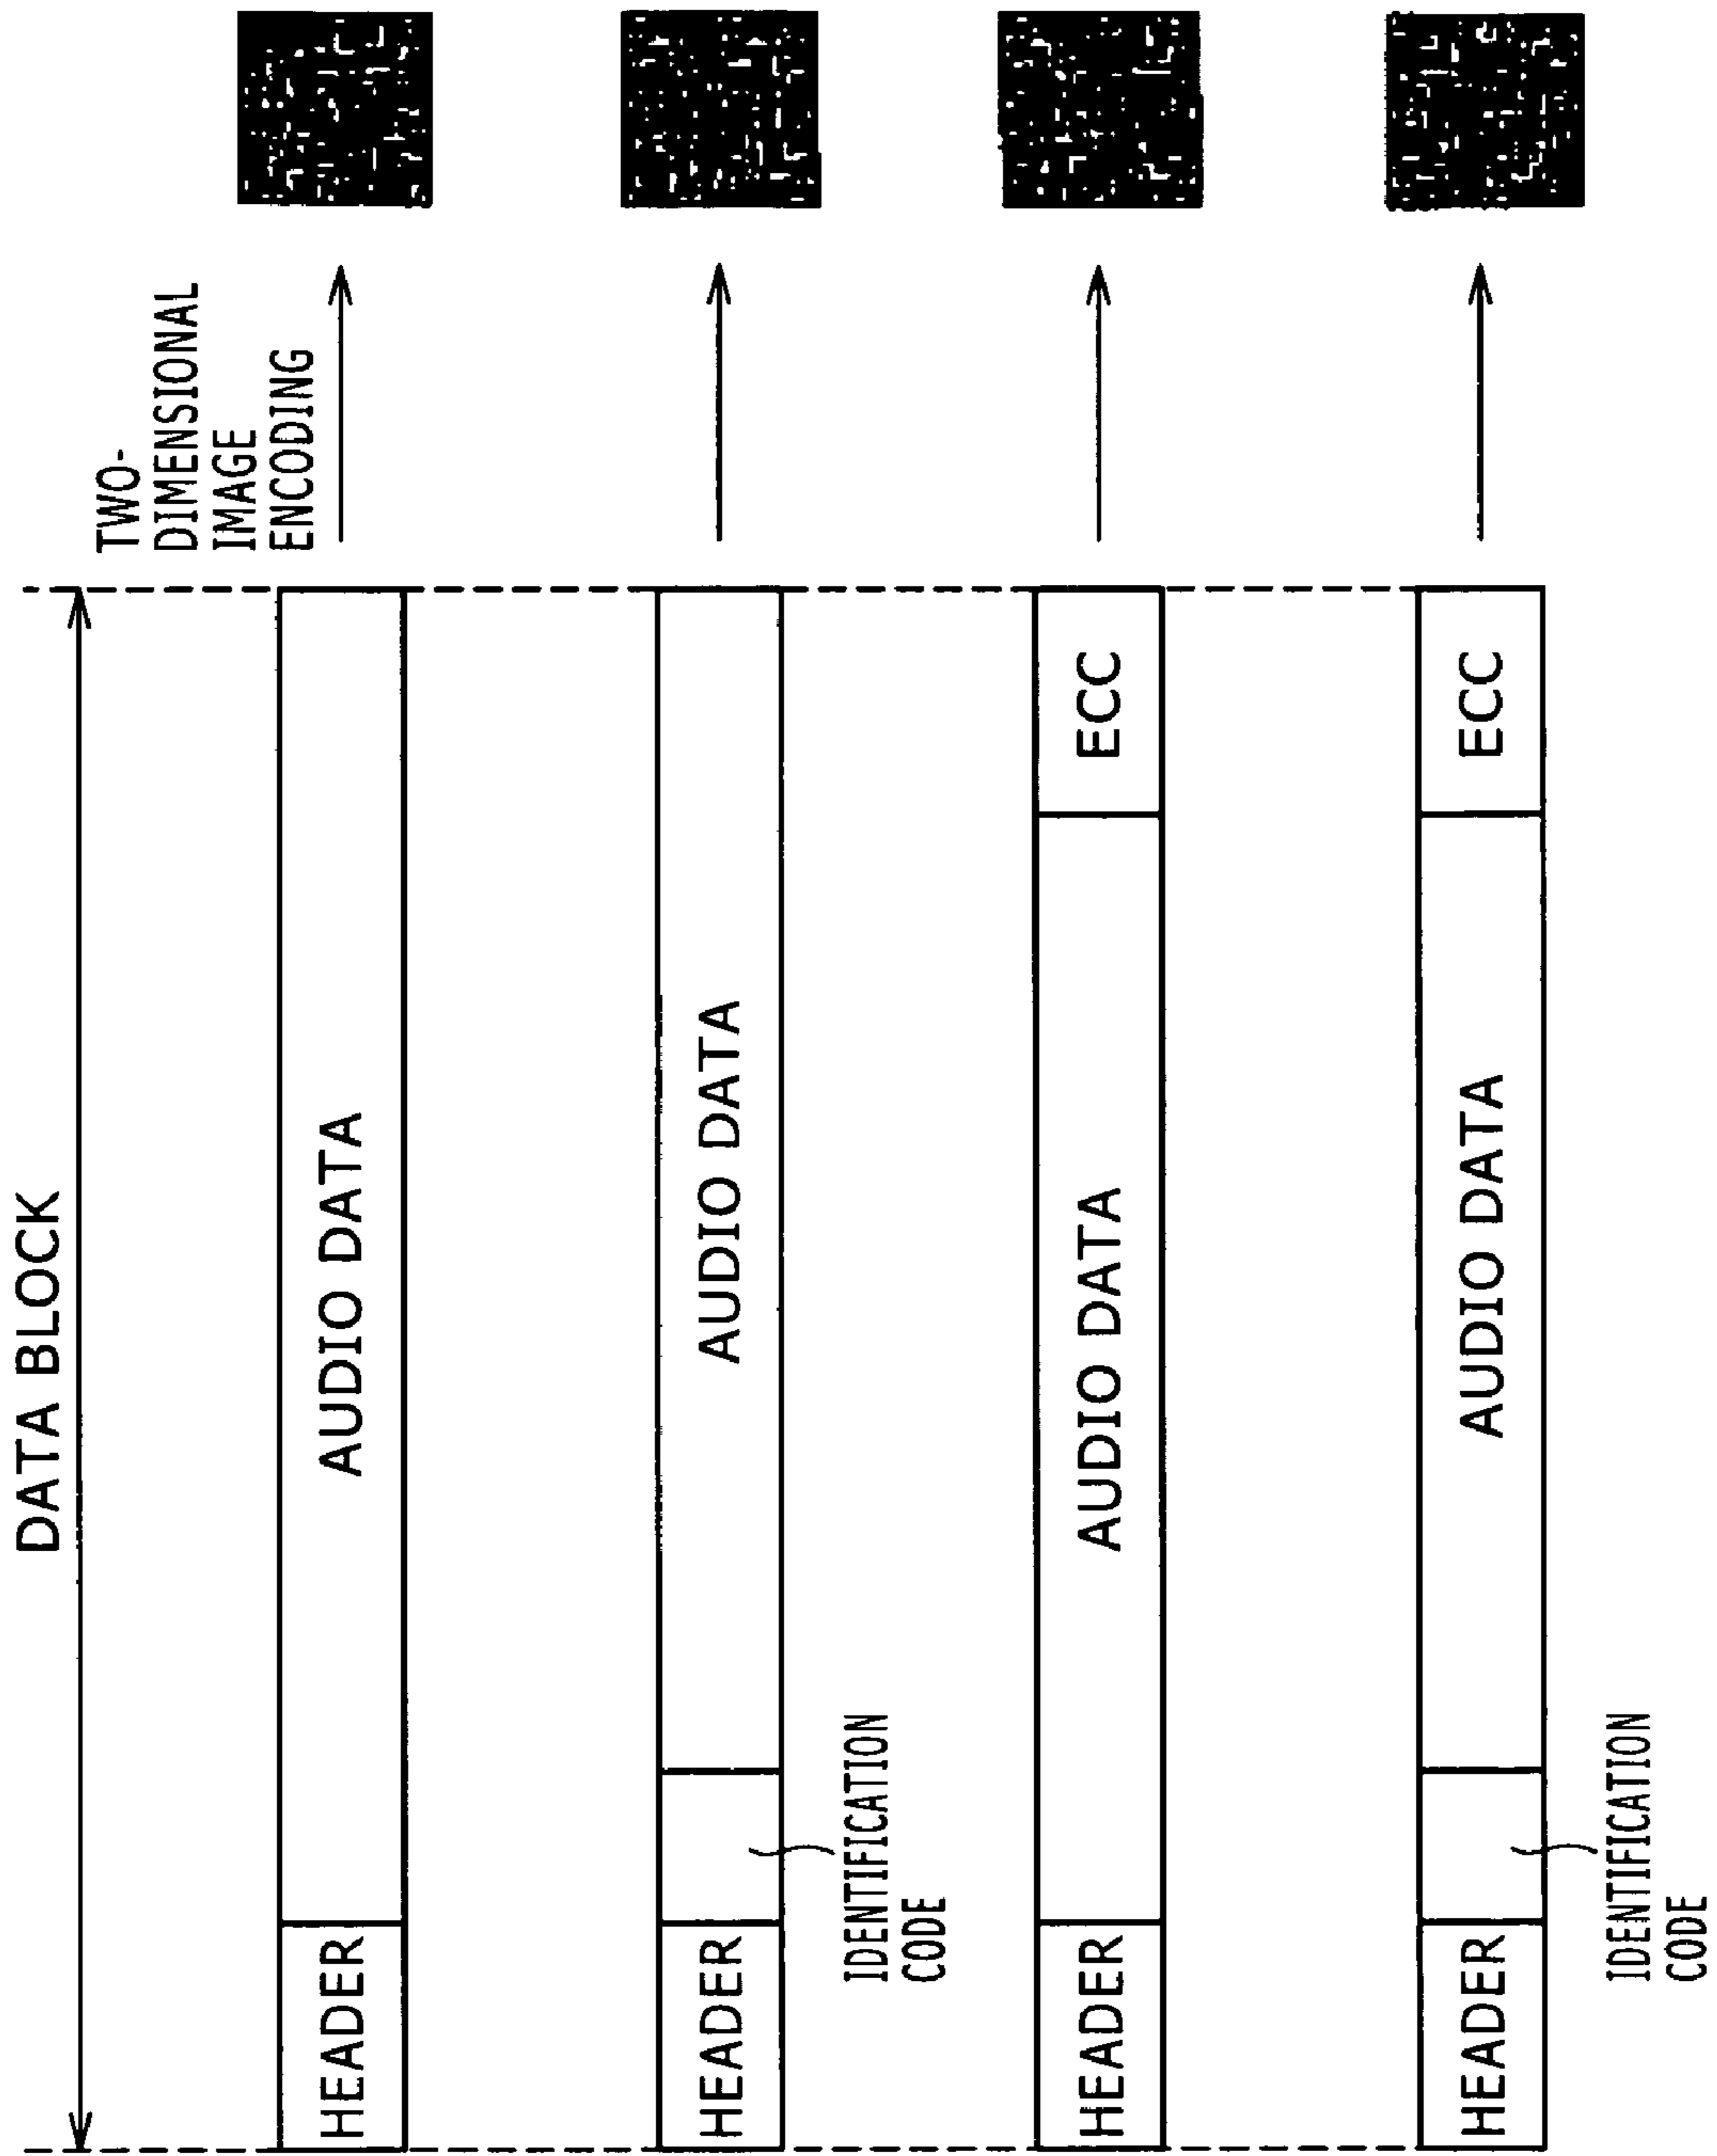 DATA BLOCK
TWO-
DIMENSIONAL
IMAGE
ENCODING
HEADER
AUDIO DATA
HEADER
AUDIO DATA
IDENTIFICATION
CODE
HEADER
AUDIO DATA
ECC
HEADER
AUDIO DATA
ECC
IDENTIFICATION
CODE